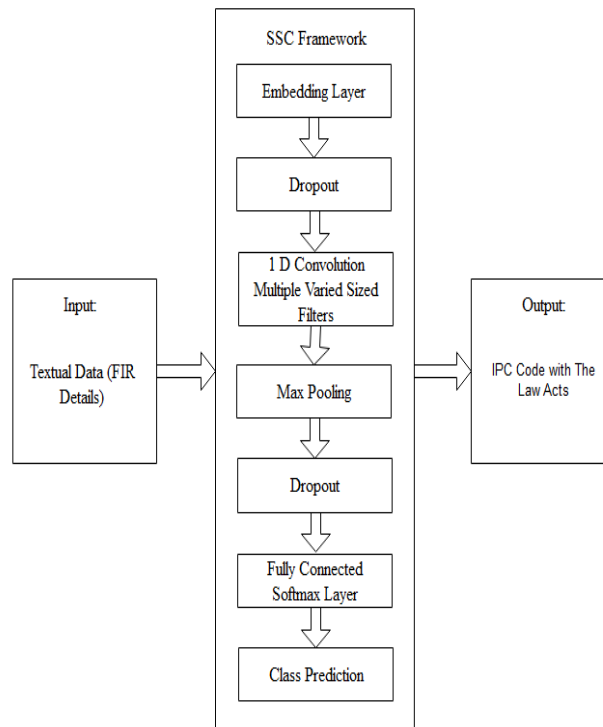 Input:
Textual Data (FIR
Details)
SSC Framework
Embedding Layer
Dropout
1 D Convolution
Multiple Varied Sized
Filters
Max Pooling
Dropout
Fully Connected
Softmax Layer
Class Prediction
Output:
IPC Code with The
Law Acts